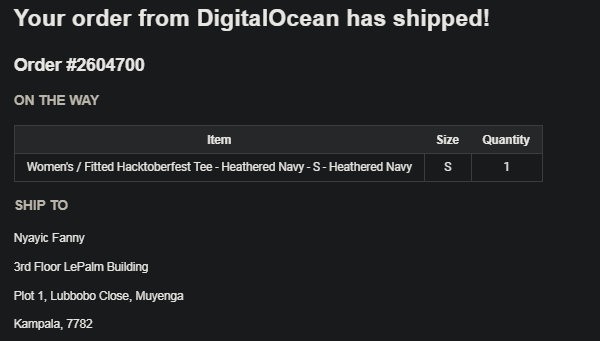 Your order from DigitalOcean has shipped!
Order #2604700
ON THE WAY
Item Size Quantity
Women's / Fitted Hacktoberfest Tee - Heathered Navy - S - Heathered Navy S 1
SHIP TO
Nyayic Fanny
3rd Floor LePalm Building
Plot 1, Lubbobo Close, Muyenga
Kampala, 7782